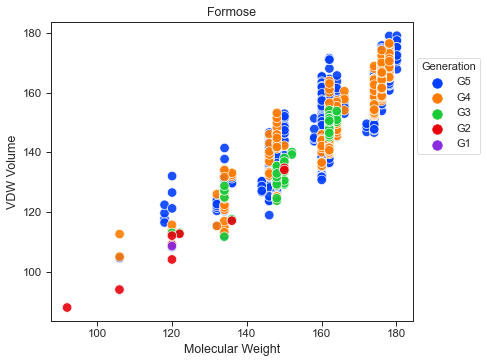 Formose
VDW Volume
180
160
140
120
100
100
120
140
160
180
Molecular Weight
Generation
G5
G4
G3
G2
G1